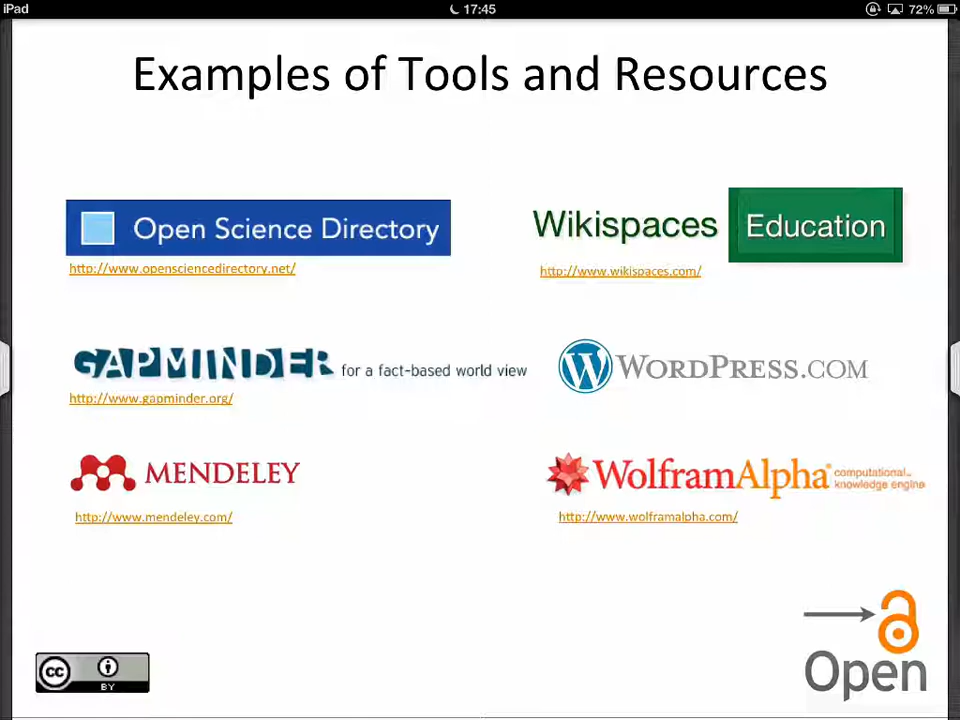 iPad 17:45 72%
Examples of Tools and Resources
Open Science Directory
http://www.opensciencedirectory.net/
Wikispaces Education
http://www.wikispaces.com/
GAPMINDER for a fact-based world view
http://www.gapminder.org/
WORDPRESS.COM
MENDELEY
http://www.mendeley.com/
WolframAlpha computational knowledge engine
http://www.wolframalpha.com/
cc BY
Open